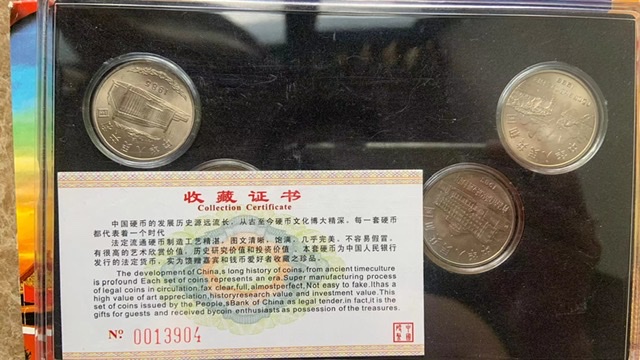 收藏证书
Collection Certificate
中国硬币的发展历史源远流长，从古至今硬币文化博大精深，每一套硬币
都代表着一个时代
法定流通硬币制造工艺精湛，图文清晰、饱满、几乎完美，不容易假冒，
有很高的艺术欣赏价值、历史研究价值和投资价值，本套硬币为中国人民银行
发行的法定货币，实为馈赠嘉宾和钱币爱好者收藏之珍品。
The development of China,s long history of coins, from ancient timeculture
is profound Each set of coins represents an era.Super manufacturing process
of legal coins in circulation.fax clear,full,almostperfect, Not easy to fake.Ithas a
high value of art appreciation,historyresearch value and investment value. This
set of coins issued by the People,sBank of China as legal tender.in fact,it is the
gifts for guests and received bycoin enthusiasts as possession of the treasures.
No 0013904